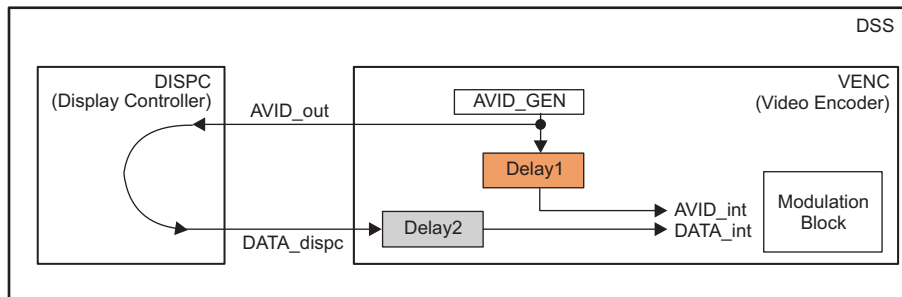 DSS
DISPC
(Display Controller)
VENC
(Video Encoder)
AVID_GEN
AVID_out
Delay1
AVID_int
DATA_int
Modulation
Block
Delay2
DATA_dispc